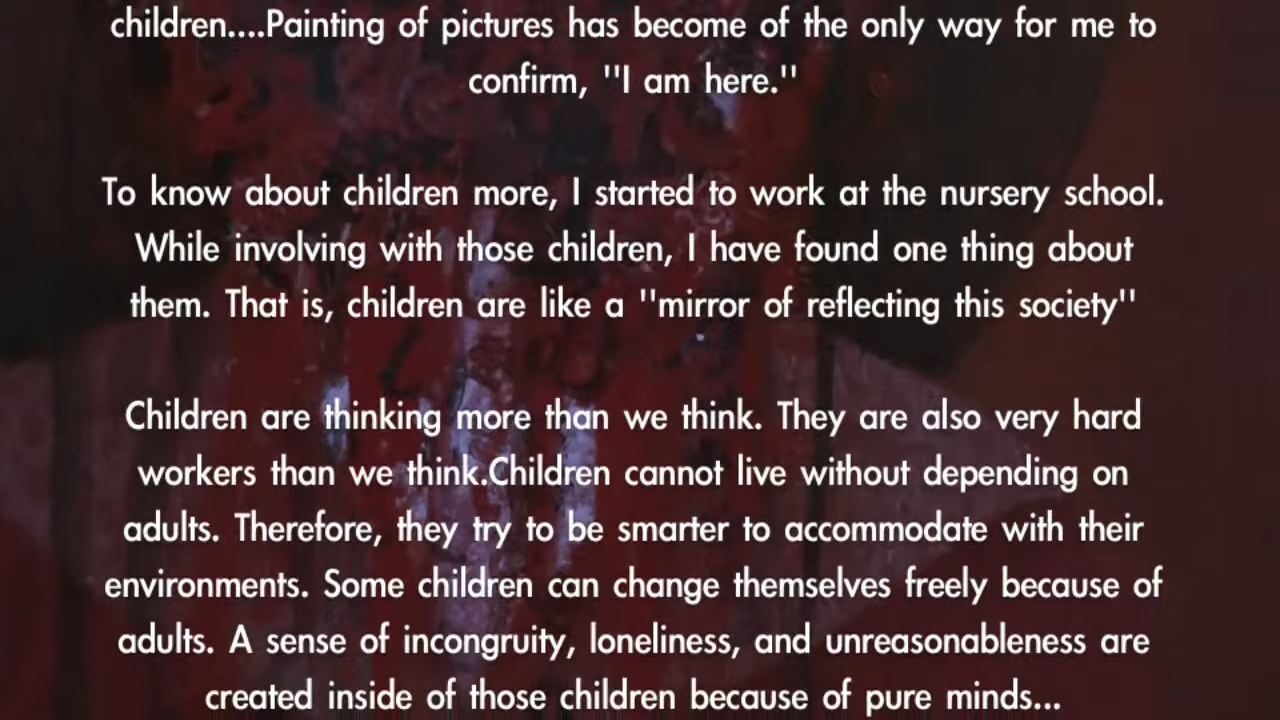 children....Painting of pictures has become of the only way for me to
confirm, "I am here."
To know about children more, I started to work at the nursery school.
While involving with those children, I have found one thing about
them. That is, children are like a "mirror of reflecting this society"
Children are thinking more than we think. They are also very hard
workers than we think.Children cannot live without depending on
adults. Therefore, they try to be smarter to accommodate with their
environments. Some children can change themselves freely because of
adults. A sense of incongruity, loneliness, and unreasonableness are
created inside of those children because of pure minds...